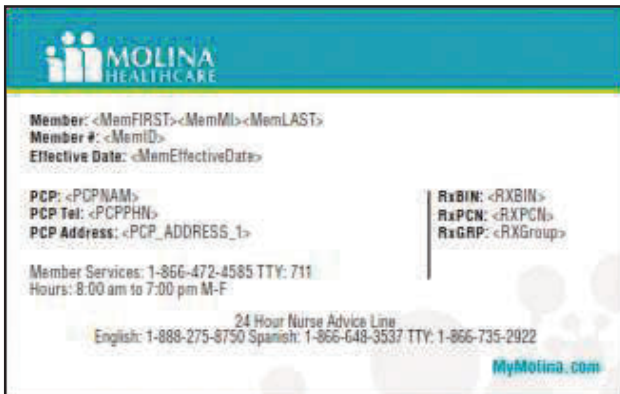 MOLINA
HEALTHCARE
Member: <MemFIRST><MemMI><MemLAST>
Member #: <MemID>
Effective Date: <MemEffectiveDate>
PCP: <PCPNAM>
PCP Tel: <PCPPHN>
PCP Address: <PCP_ADDRESS_1>
RxBIN: <RXBIN>
RxPCN: <RXPCN>
RxGRP: <RXGroup>
Member Services: 1-866-472-4585 TTY: 711
Hours: 8:00 am to 7:00 pm M-F
24 Hour Nurse Advice Line
English: 1-888-275-8750 Spanish: 1-866-648-3537 TTY: 1-866-735-2922
MyMolina.com